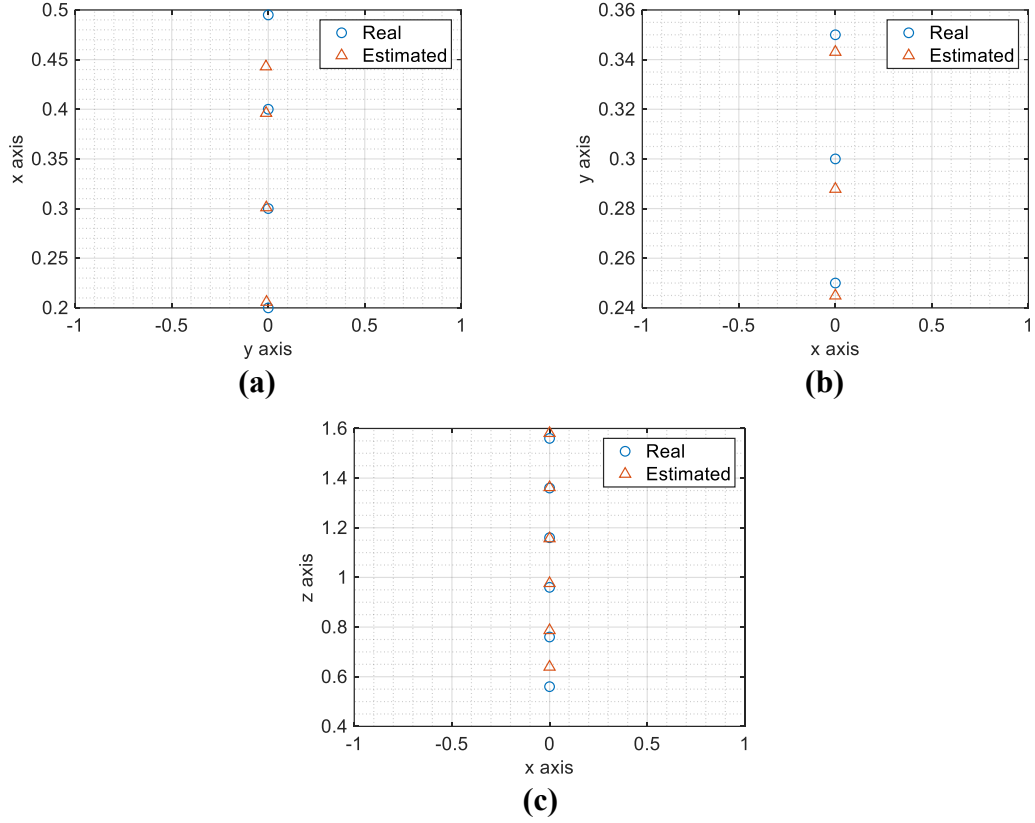 0.5
0.45
0.4
0.35
0.3
0.25
0.2
x axis
-1
-0.5
0
0.5
1
y axis
Real
Estimated
(a)
0.36
0.34
0.32
0.3
0.28
0.26
0.24
y axis
-1
-0.5
0
0.5
1
x axis
Real
Estimated
(b)
1.6
1.4
1.2
1
0.8
0.6
0.4
z axis
-1
-0.5
0
0.5
1
x axis
Real
Estimated
(c)